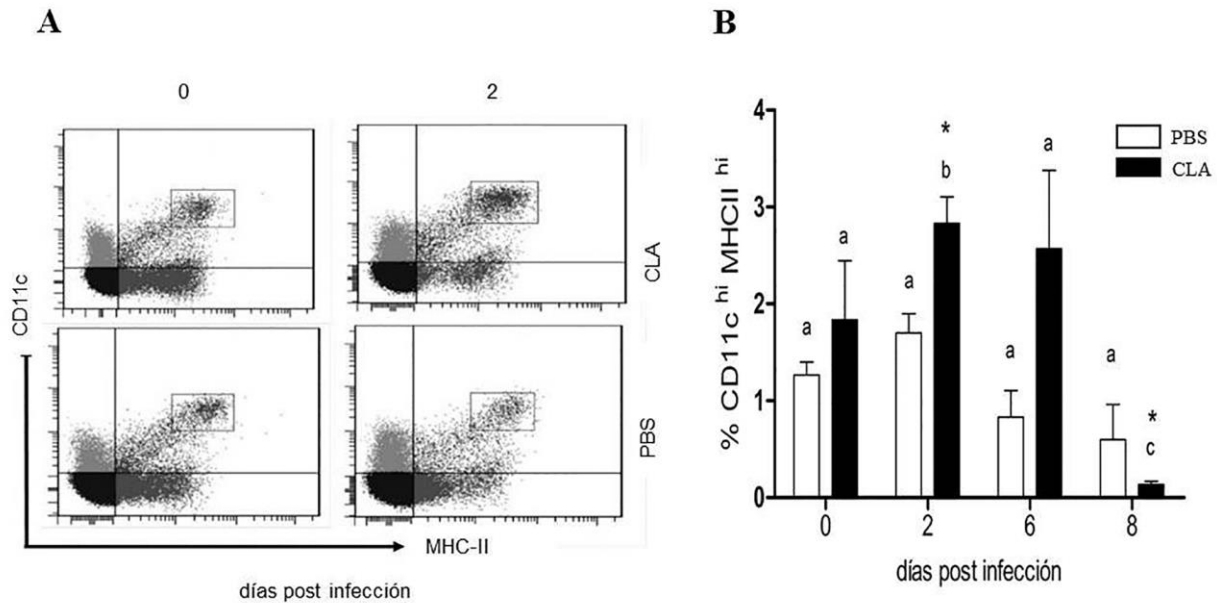 A
0
2
CD11c
CLA
PBS
MHC-II
días post infección
B
% CD11c hi MHCII hi
4
3
2
1
0
PBS
CLA
a
a
a
*
b
a
a
a
*
c
0
2
6
8
días post infección